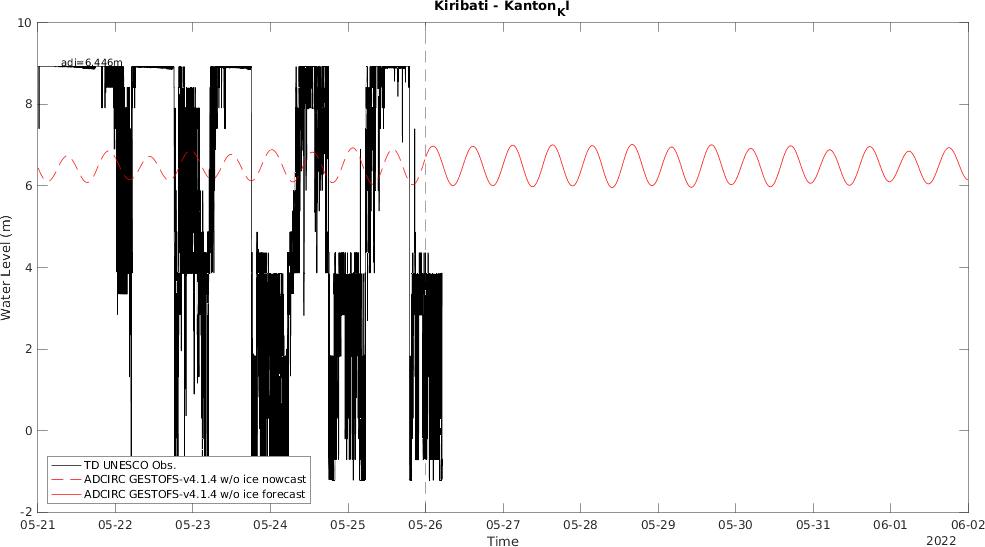 Kiribati - Kanton_KI
adj=6.446m
Water Level (m)
10
8
6
4
2
0
-2
TD UNESCO Obs.
ADCIRC GESTOFS-v4.1.4 w/o ice nowcast
ADCIRC GESTOFS-v4.1.4 w/o ice forecast
05-21 05-22 05-23 05-24 05-25 05-26 05-27 05-28 05-29 05-30 05-31 06-01 06-02
Time
2022